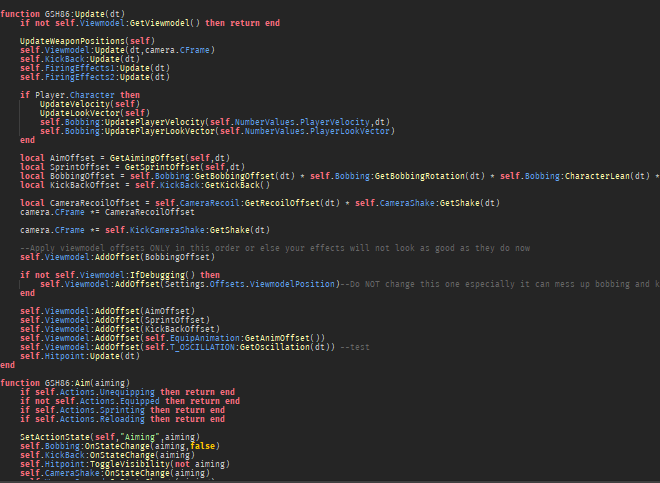 function GSH86:Update(dt)
if not self.Viewmodel:GetViewmodel() then return end
UpdateWeaponPositions(self)
self.Viewmodel:Update(dt,camera.CFrame)
self.KickBack:Update(dt)
self.FiringEffects1:Update(dt)
self.FiringEffects2:Update(dt)
if Player.Character then
UpdateVelocity(self)
UpdateLookVector(self)
self.Bobbing:UpdatePlayerVelocity(self.NumberValues.PlayerVelocity,dt)
self.Bobbing:UpdatePlayerLookVector(self.NumberValues.PlayerLookVector)
end
local AimOffset = GetAimingOffset(self,dt)
local SprintOffset = GetSprintOffset(self,dt)
local BobbingOffset = self.Bobbing:GetBobbingOffset(dt) * self.Bobbing:GetBobbingRotation(dt) * self.Bobbing:CharacterLean(dt) *
local KickBackOffset = self.KickBack:GetKickBack()
local CameraRecoilOffset = self.CameraRecoil:GetRecoilOffset(dt) * self.CameraShake:GetShake(dt)
camera.CFrame *= CameraRecoilOffset
camera.CFrame *= self.KickCameraShake:GetShake(dt)
--Apply viewmodel offsets ONLY in this order or else your effects will not look as good as they do now
self.Viewmodel:AddOffset(BobbingOffset)
if not self.Viewmodel:IfDebugging() then
self.Viewmodel:AddOffset(Settings.Offsets.ViewmodelPosition)--Do NOT change this one especially it can mess up bobbing and k
end
self.Viewmodel:AddOffset(AimOffset)
self.Viewmodel:AddOffset(SprintOffset)
self.Viewmodel:AddOffset(KickBackOffset)
self.Viewmodel:AddOffset(self.EquipAnimation:GetAnimOffset())
self.Viewmodel:AddOffset(self.T_OSCILLATION:GetOscillation(dt)) --test
self.Hitpoint:Update(dt)
end
function GSH86:Aim(aiming)
if self.Actions.Unequipping then return end
if not self.Actions.Equipped then return end
if self.Actions.Sprinting then return end
if self.Actions.Reloading then return end
SetActionState(self,"Aiming",aiming)
self.Bobbing:OnStateChange(aiming,false)
self.KickBack:OnStateChange(aiming)
self.Hitpoint:ToggleVisibility(not aiming)
self.CameraShake:OnStateChange(aiming)